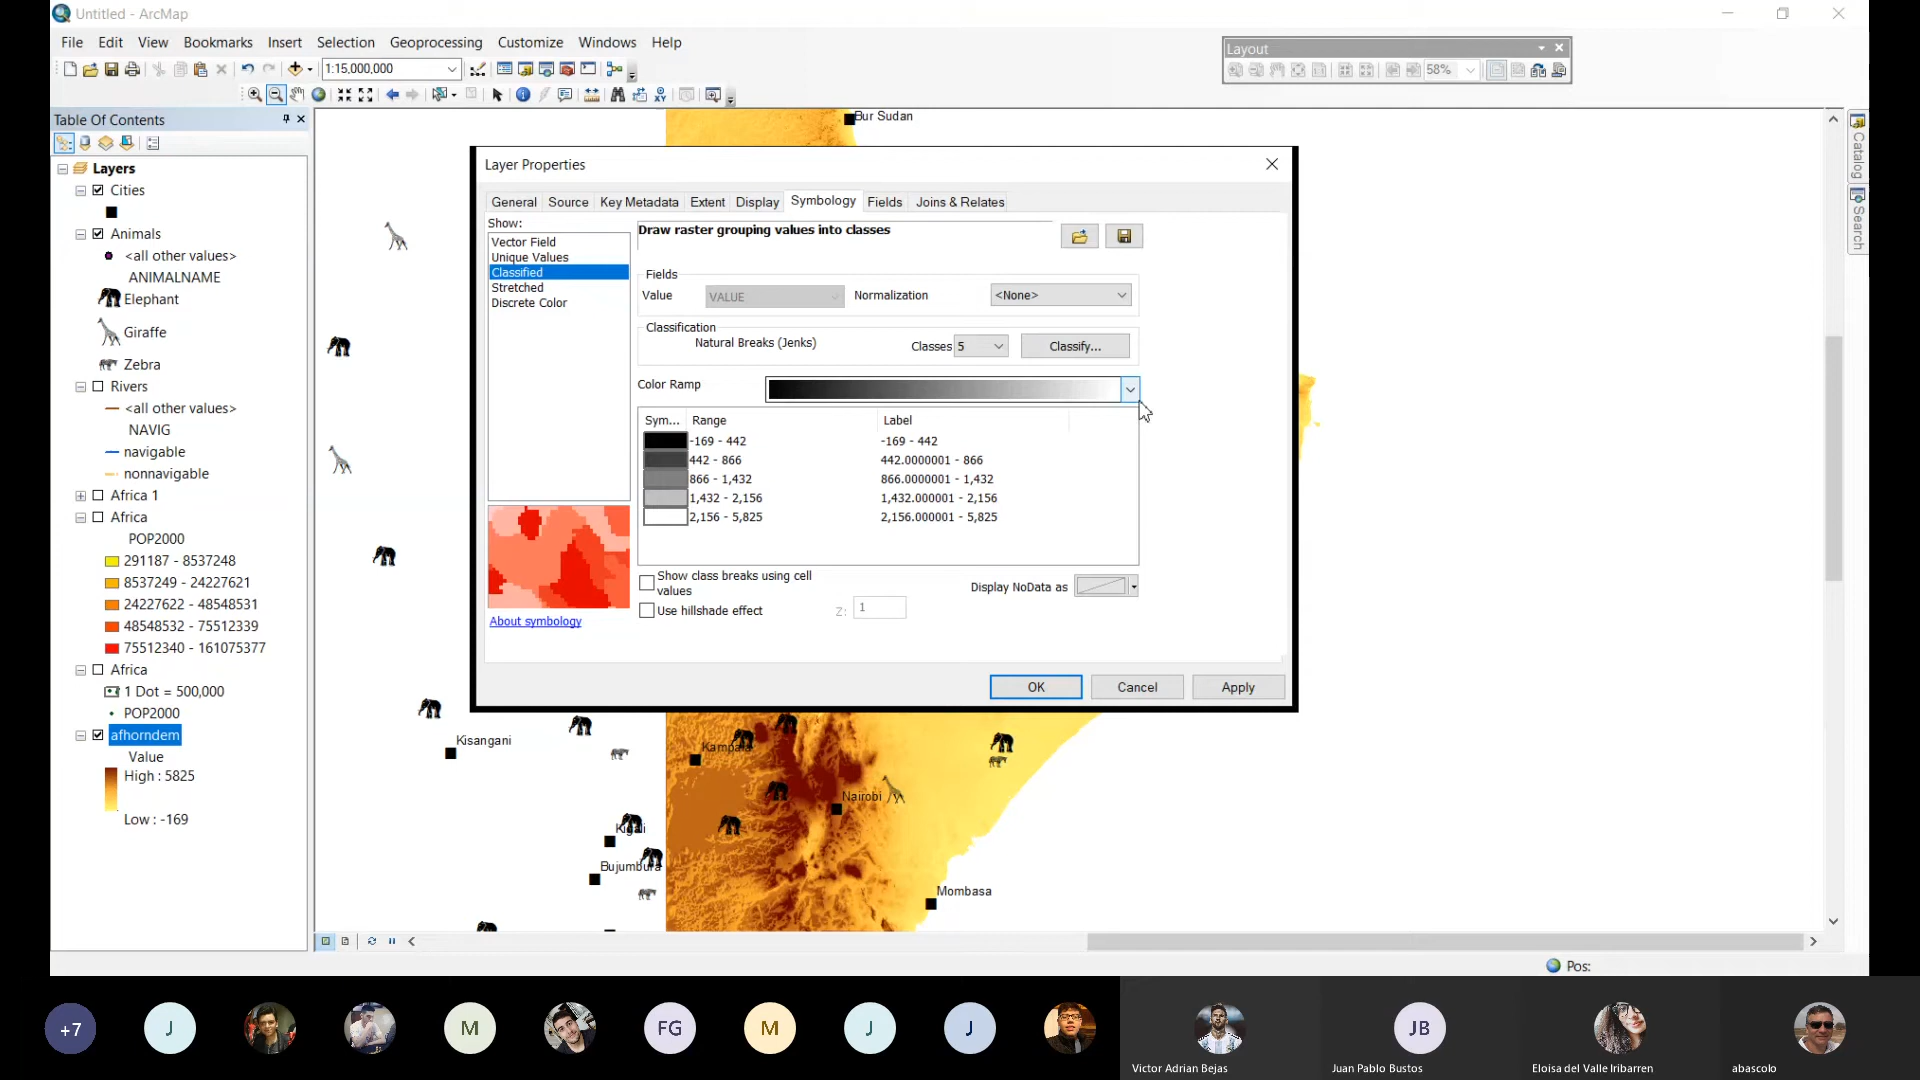 Untitled - ArcMap
File Edit View Bookmarks Insert Selection Geoprocessing Customize Windows Help
Layout
1:15,000,000
58%
Table Of Contents
Layers
Cities
Animals
<all other values>
ANIMALNAME
Elephant
Giraffe
Zebra
Rivers
<all other values>
NAVIG
navigable
nonnavigable
Africa 1
Africa
POP2000
291187 - 8537248
8537249 - 24227621
24227622 - 48548531
48548532 - 75512339
75512340 - 161075377
Africa
1 Dot = 500,000
POP2000
afhorndem
Value
High : 5825
Low : -169
Bur Sudan
Layer Properties
General Source Key Metadata Extent Display Symbology Fields Joins & Relates
Show:
Vector Field
Unique Values
Classified
Stretched
Discrete Color
About symbology
Draw raster grouping values into classes
Fields
Value VALUE Normalization <None>
Classification
Natural Breaks (Jenks) Classes 5 Classify...
Color Ramp
Sym... Range Label
-169 - 442 -169 - 442
442 - 866 442.0000001 - 866
866 - 1,432 866.0000001 - 1,432
1,432 - 2,156 1,432.000001 - 2,156
2,156 - 5,825 2,156.000001 - 5,825
Show class breaks using cell
values
Display NoData as
Use hillshade effect Z: 1
OK Cancel Apply
Kisangani
Kampala
Nairobi
Kigali
Bujumbura
Mombasa
Catalog
Search
Pos:
+7 J M FG M J J JB
Victor Adrian Bejas
Juan Pablo Bustos
Eloisa del Valle Iribarren
abascolo